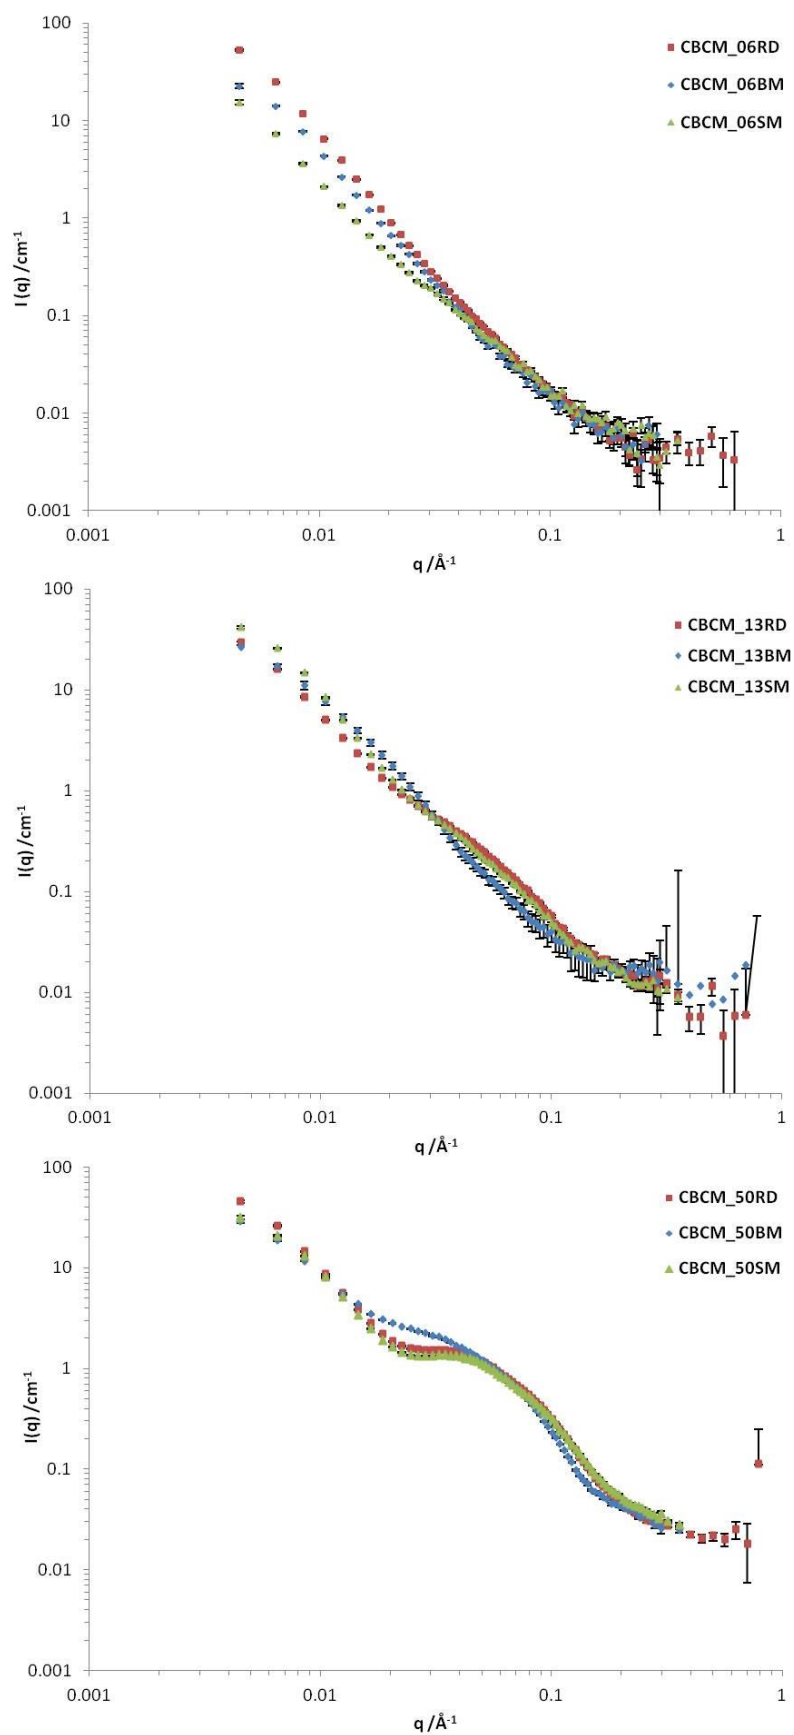 100
CBCM_06RD
CBCM_06BM
CBCM_06SM
10
1
I (q) /cm⁻¹
0.1
0.01
0.001
0.001 0.01 0.1 1
q /Å⁻¹
100
CBCM_13RD
CBCM_13BM
CBCM_13SM
10
1
I(q) /cm⁻¹
0.1
0.01
0.001
0.001 0.01 0.1 1
q /Å⁻¹
100
CBCM_50RD
CBCM_50BM
CBCM_50SM
10
1
I(q) /cm⁻¹
0.1
0.01
0.001
0.001 0.01 0.1 1
q /Å⁻¹